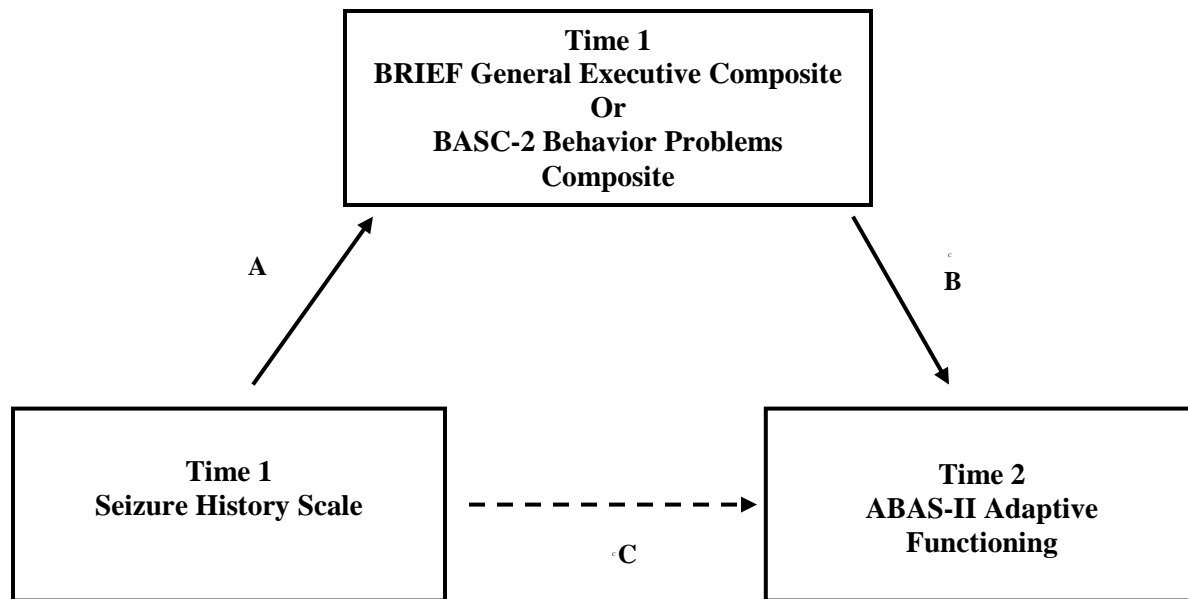 Time 1
BRIEF General Executive Composite
Or
BASC-2 Behavior Problems
Composite
A
c
B
Time 1
Seizure History Scale
Time 2
ABAS-II Adaptive
Functioning
c C